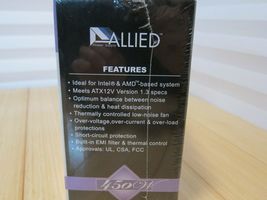 ALLIED
FEATURES
• Ideal for Intel® & AMD™-based system
• Meets ATX12V Version 1.3 specs
• Optimum balance between noise
reduction & heat dissipation
• Thermally controlled low-noise fan
• Over-voltage,over-current & over-load
protections
• Short-circuit protection
• Built-in EMI filter & thermal control
• Approvals: UL, CSA, FCC
450W